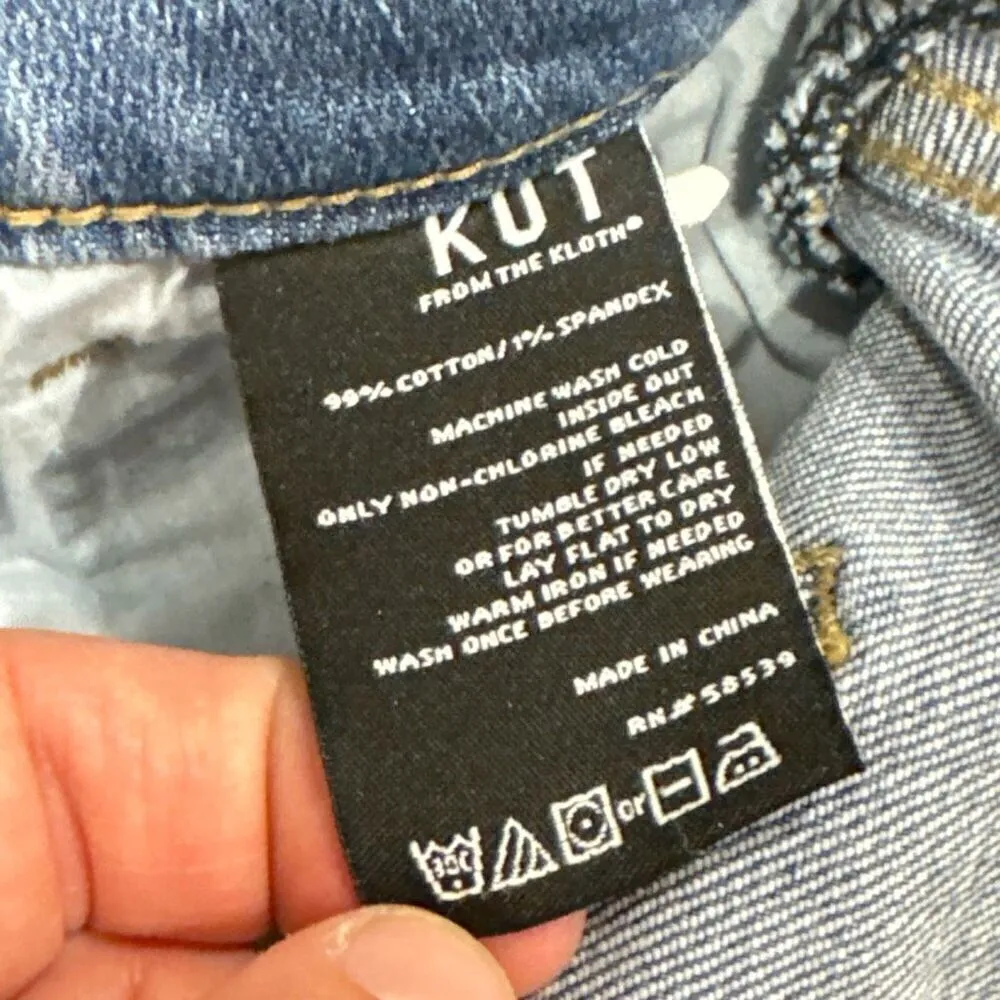 KUT
FROM THE KLOTH®
99% COTTON/1% SPANDEX
MACHINE WASH COLD
INSIDE OUT
ONLY NON-CHLORINE BLEACH
IF NEEDED
TUMBLE DRY LOW
OR FOR BETTER CARE
LAY FLAT TO DRY
WARM IRON IF NEEDED
WASH ONCE BEFORE WEARING
MADE IN CHINA
RN# 58539
30C or